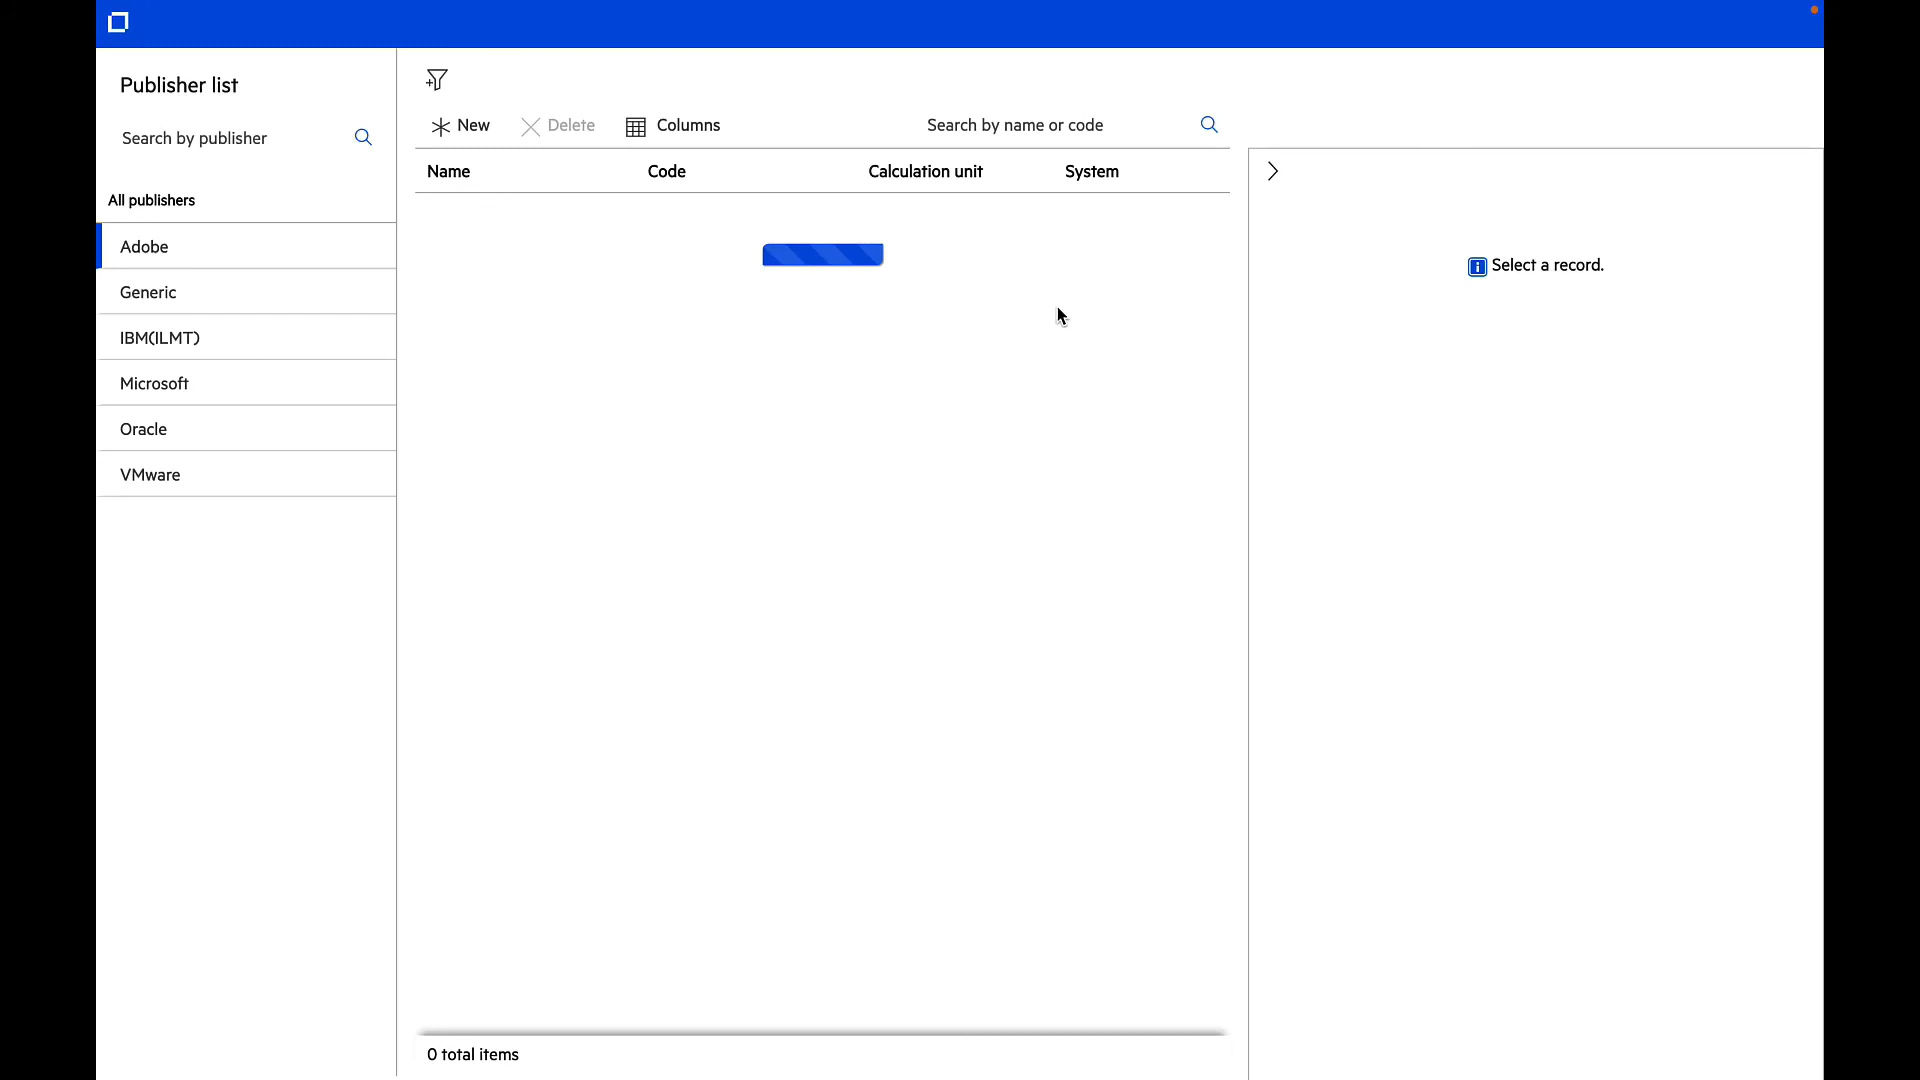 Publisher list
Search by publisher
All publishers
Adobe
Generic
IBM(ILMT)
Microsoft
Oracle
VMware
New
Delete
Columns
Search by name or code
Name
Code
Calculation unit
System
Select a record.
0 total items